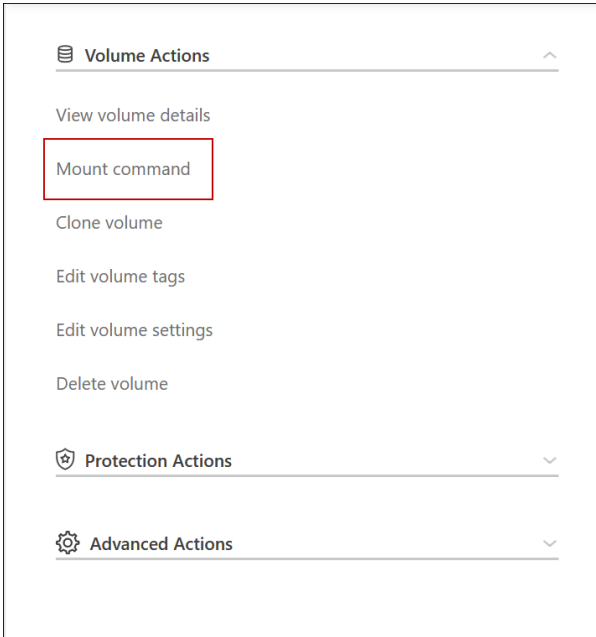 Volume Actions
View volume details
Mount command
Clone volume
Edit volume tags
Edit volume settings
Delete volume
Protection Actions
Advanced Actions